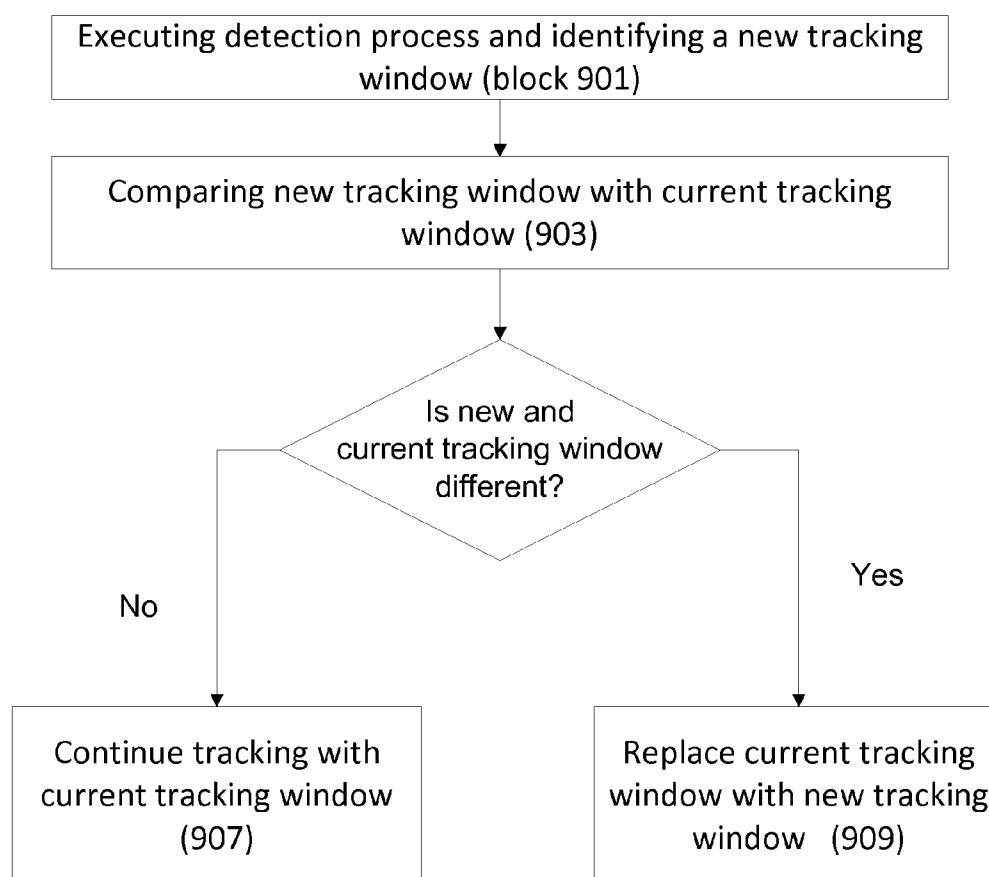 Executing detection process and identifying a new tracking
window (block 901)
Comparing new tracking window with current tracking
window (903)
Is new and
current tracking window
different?
No
Yes
Continue tracking with
current tracking window
(907)
Replace current tracking
window with new tracking
window (909)